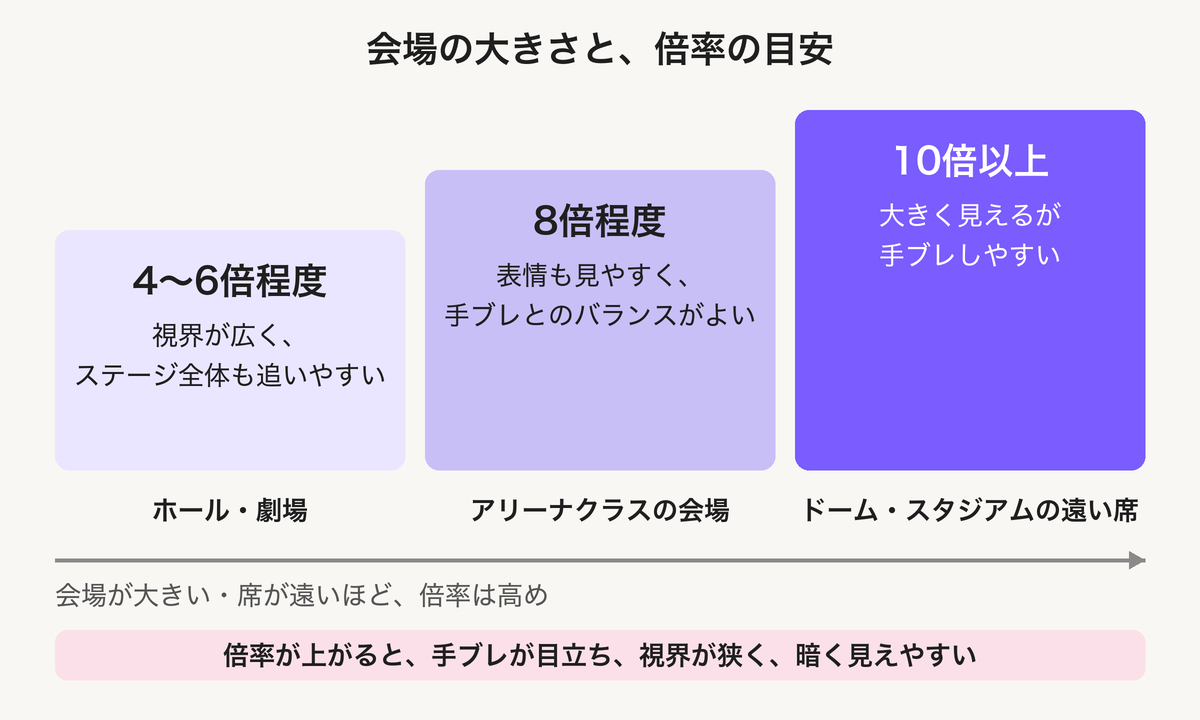 会場の大きさと、倍率の目安
4〜6倍程度
視界が広く、
ステージ全体も追いやすい
ホール・劇場
8倍程度
表情も見やすく、
手ブレとのバランスがよい
アリーナクラスの会場
10倍以上
大きく見えるが
手ブレしやすい
ドーム・スタジアムの遠い席
会場が大きい・席が遠いほど、倍率は高め
倍率が上がると、手ブレが目立ち、視界が狭く、暗く見えやすい